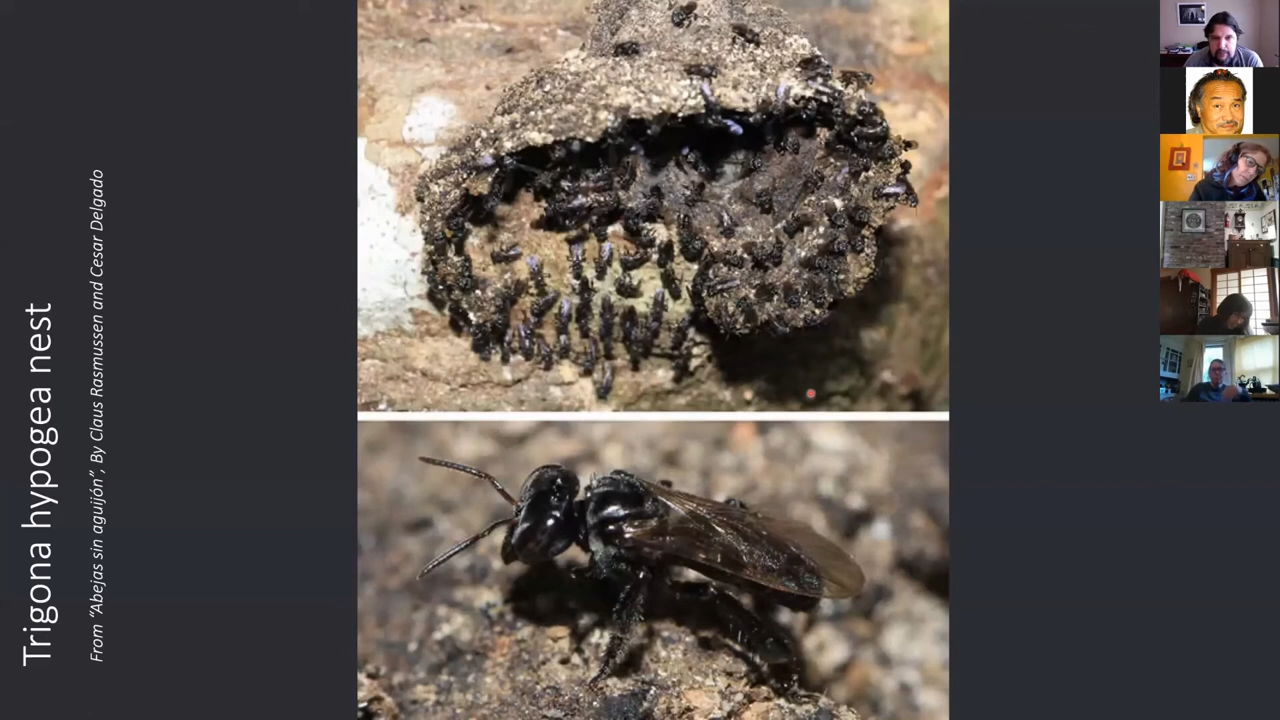 Trigona hypogea nest
From “Abejas sin aguijón”, By Claus Rasmussen and Cesar Delgado